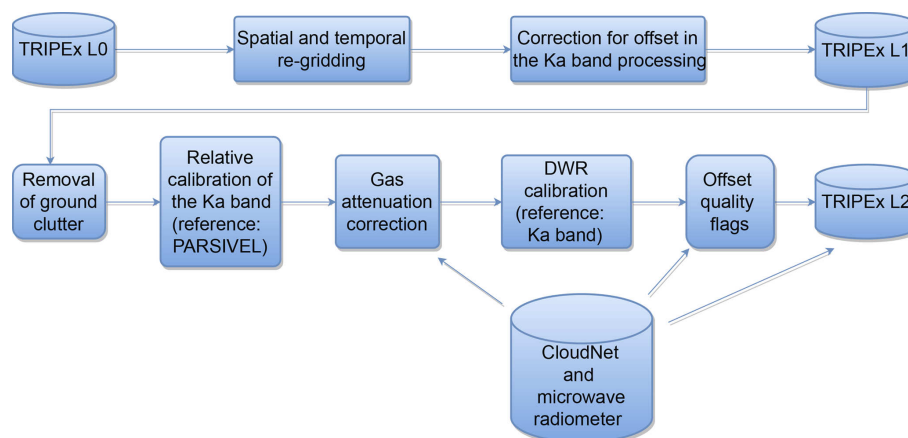 TRIPEx L0
Spatial and temporal
re-gridding
Correction for offset in
the Ka band processing
TRIPEx L1
Removal
of ground
clutter
Relative
calibration of
the Ka band
(reference:
PARSIVEL)
Gas
attenuation
correction
DWR
calibration
(reference:
Ka band)
Offset
quality
flags
TRIPEx L2
CloudNet
and
microwave
radiometer